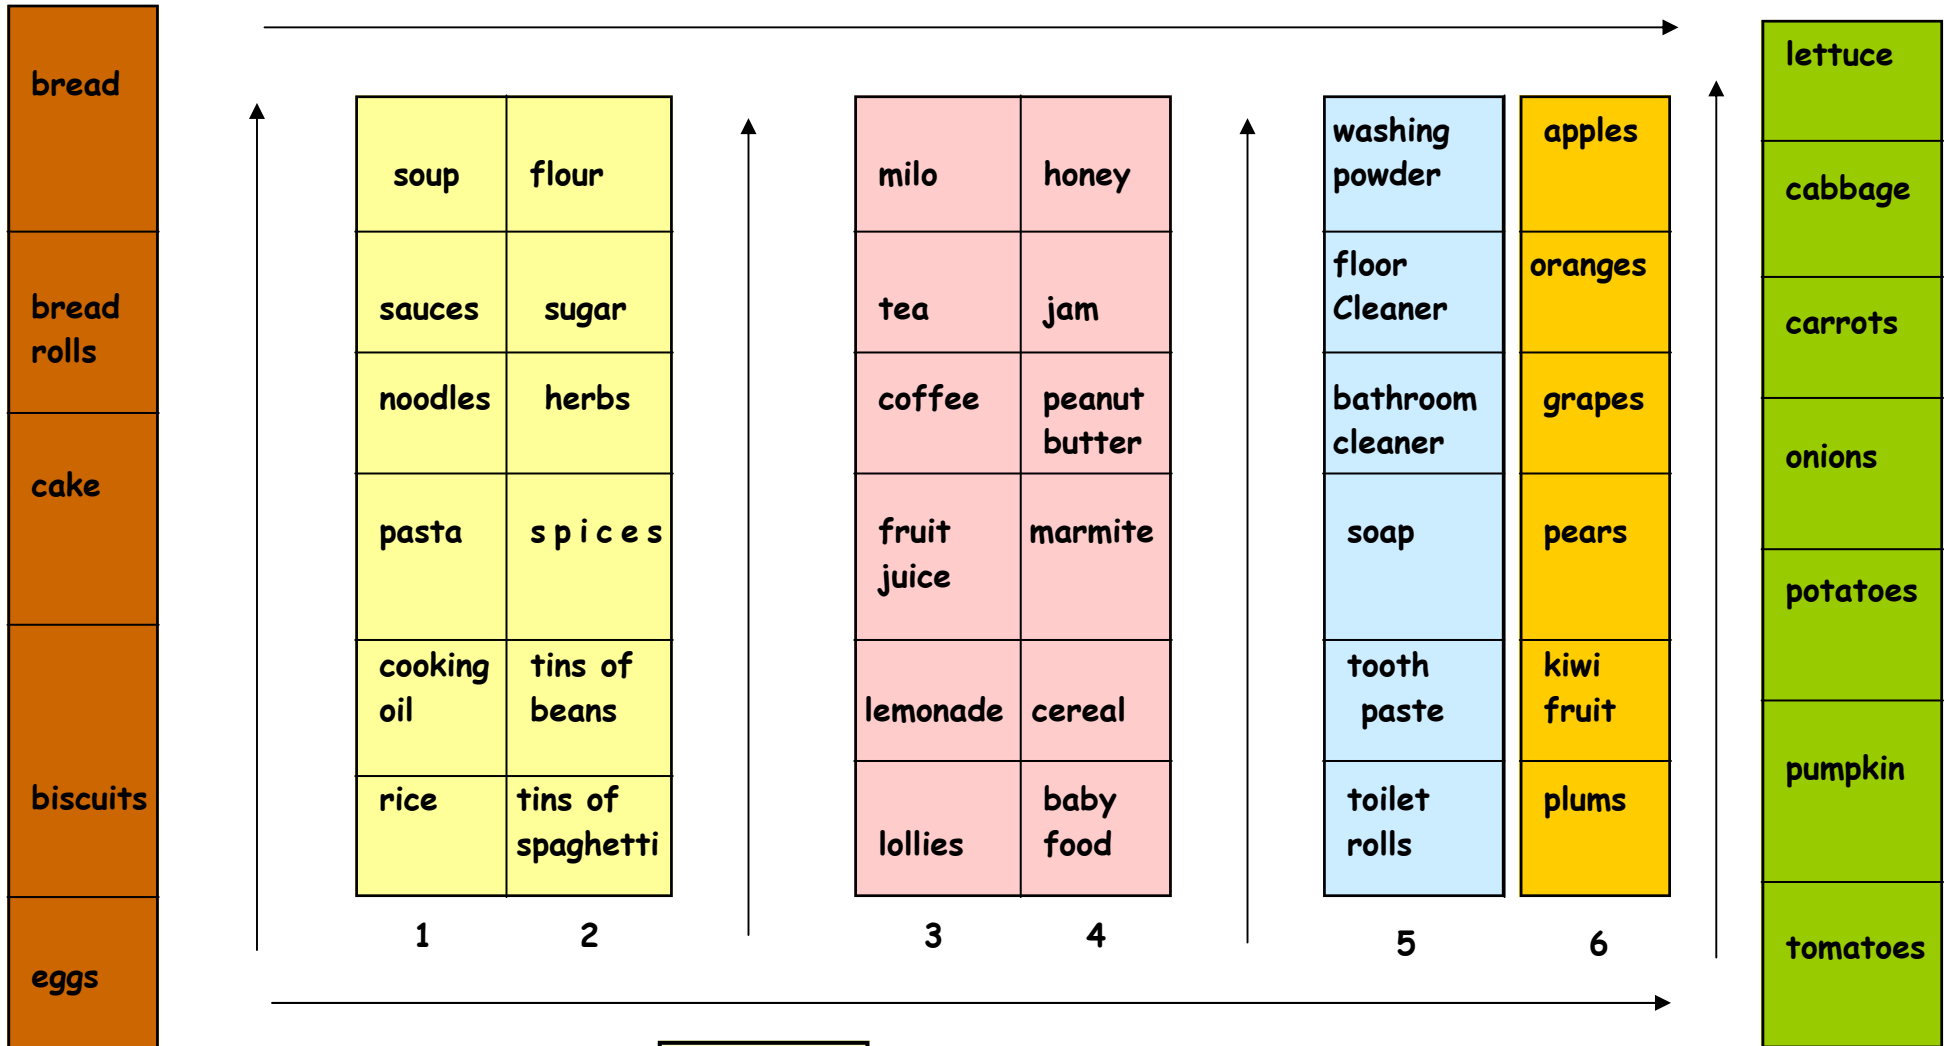 bread
bread
rolls
cake
biscuits
eggs
soup
flour
sauces
sugar
noodles
herbs
pasta
spices
cooking
oil
tins of
beans
rice
tins of
spaghetti
1
2
milo
honey
tea
jam
coffee
peanut
butter
fruit
juice
marmite
lemonade
cereal
lollies
baby
food
3
4
washing
powder
apples
floor
Cleaner
oranges
bathroom
cleaner
grapes
soap
pears
tooth
paste
kiwi
fruit
toilet
rolls
plums
5
6
lettuce
cabbage
carrots
onions
potatoes
pumpkin
tomatoes